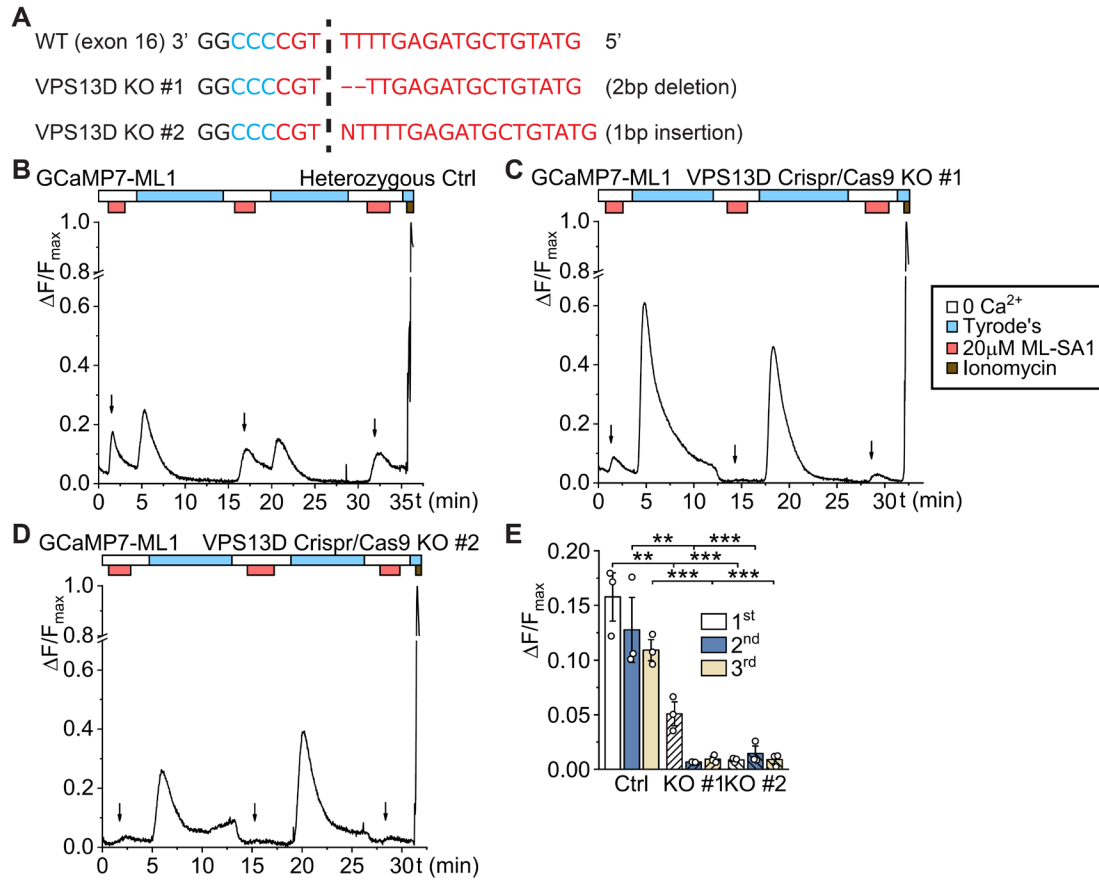 A
WT (exon 16) 3’ GGCCCCGT TTTTGAGATGCTGTATG 5’
VPS13D KO #1 GGCCCCGT --TTGAGATGCTGTATG (2bp deletion)
VPS13D KO #2 GGCCCCGT NTTTTGAGATGCTGTATG (1bp insertion)
B
GCaMP7-ML1 Heterozygous Ctrl
ΔF/Fmax
1.0
0.8
0.6
0.4
0.2
0.0
0 5 10 15 20 25 30 35 t (min)
C
GCaMP7-ML1 VPS13D Crispr/Cas9 KO #1
ΔF/Fmax
1.0
0.8
0.6
0.4
0.2
0.0
0 5 10 15 20 25 30 t (min)
0 Ca2+
Tyrode's
20μM ML-SA1
Ionomycin
D
GCaMP7-ML1 VPS13D Crispr/Cas9 KO #2
ΔF/Fmax
1.0
0.8
0.6
0.4
0.2
0.0
0 5 10 15 20 25 30 t (min)
E
ΔF/Fmax
0.20
0.15
0.10
0.05
0.00
** ***
** ***
*** ***
1st
2nd
3rd
Ctrl KO #1 KO #2